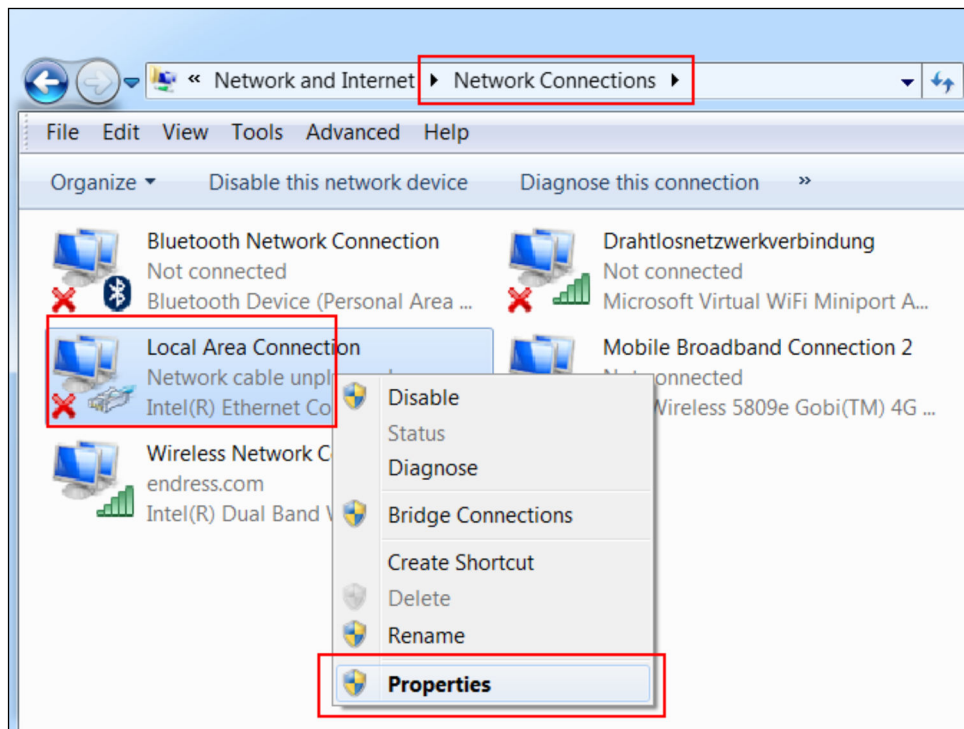 « Network and Internet ▸ Network Connections ▸
File Edit View Tools Advanced Help
Organize Disable this network device Diagnose this connection »
Bluetooth Network Connection
Not connected
Bluetooth Device (Personal Area ...
Drahtlosnetzwerkverbindung
Not connected
Microsoft Virtual WiFi Miniport A...
Local Area Connection
Network cable
Intel(R) Ethernet
Mobile Broadband Connection 2
Wireless 5809e Gobi(TM) 4G ...
Wireless Network
endress.com
Intel(R) Dual Band
Disable
Status
Diagnose
Bridge Connections
Create Shortcut
Delete
Rename
Properties